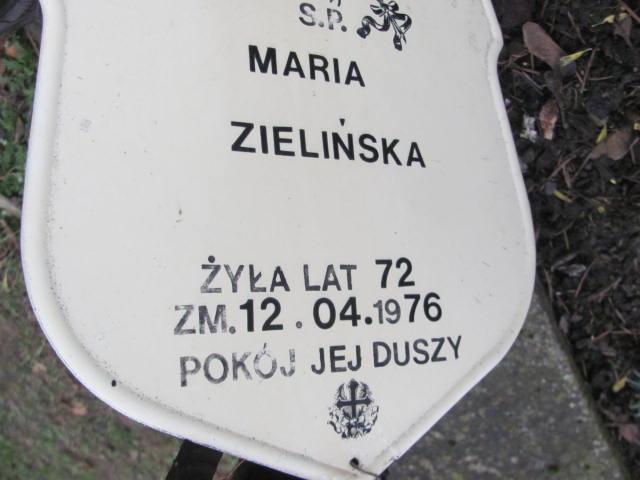 Ś.P.
MARIA
ZIELIŃSKA
ŻYŁA LAT 72
ZM. 12.04.1976
POKÓJ JEJ DUSZY